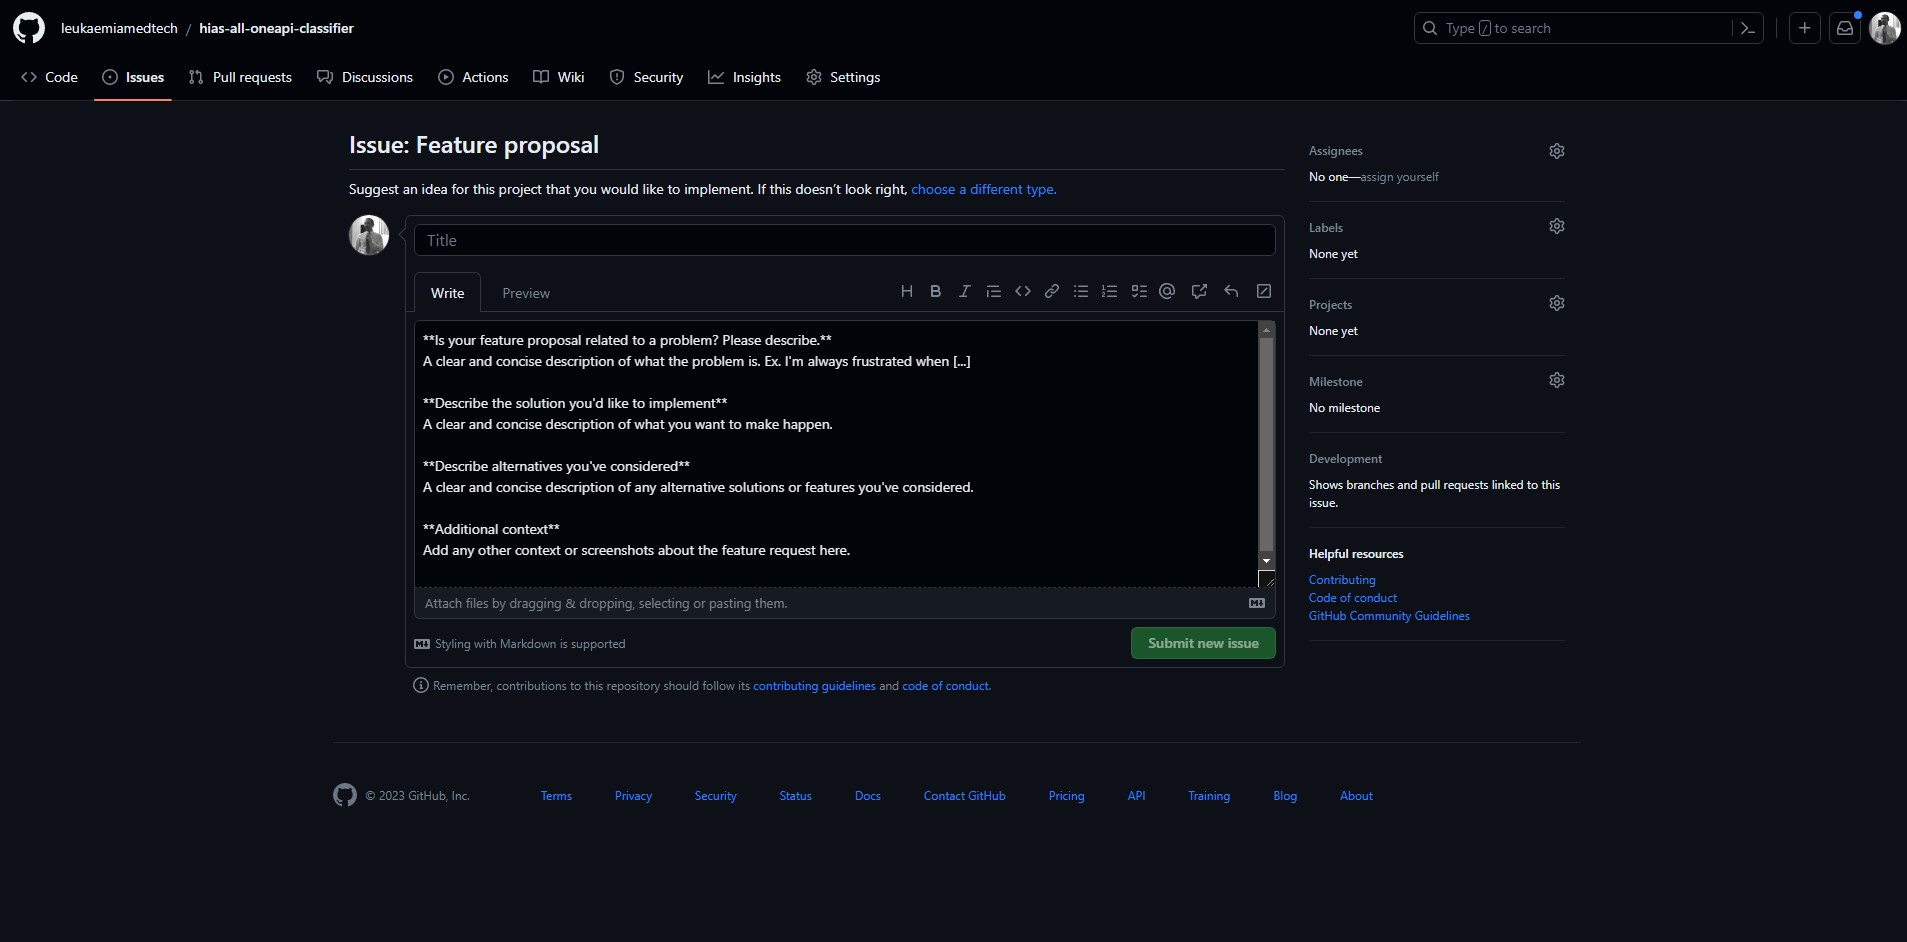 leukaemiamedtech / hias-all-oneapi-classifier
Type / to search
Code Issues Pull requests Discussions Actions Wiki Security Insights Settings
Issue: Feature proposal
Suggest an idea for this project that you would like to implement. If this doesn’t look right, choose a different type.
Title
Write Preview
**Is your feature proposal related to a problem? Please describe.**
A clear and concise description of what the problem is. Ex. I'm always frustrated when [...]
**Describe the solution you'd like to implement**
A clear and concise description of what you want to make happen.
**Describe alternatives you've considered**
A clear and concise description of any alternative solutions or features you've considered.
**Additional context**
Add any other context or screenshots about the feature request here.
Attach files by dragging & dropping, selecting or pasting them.
Styling with Markdown is supported
Submit new issue
Remember, contributions to this repository should follow its contributing guidelines and code of conduct.
Assignees
No one—assign yourself
Labels
None yet
Projects
None yet
Milestone
No milestone
Development
Shows branches and pull requests linked to this
issue.
Helpful resources
Contributing
Code of conduct
GitHub Community Guidelines
© 2023 GitHub, Inc. Terms Privacy Security Status Docs Contact GitHub Pricing API Training Blog About